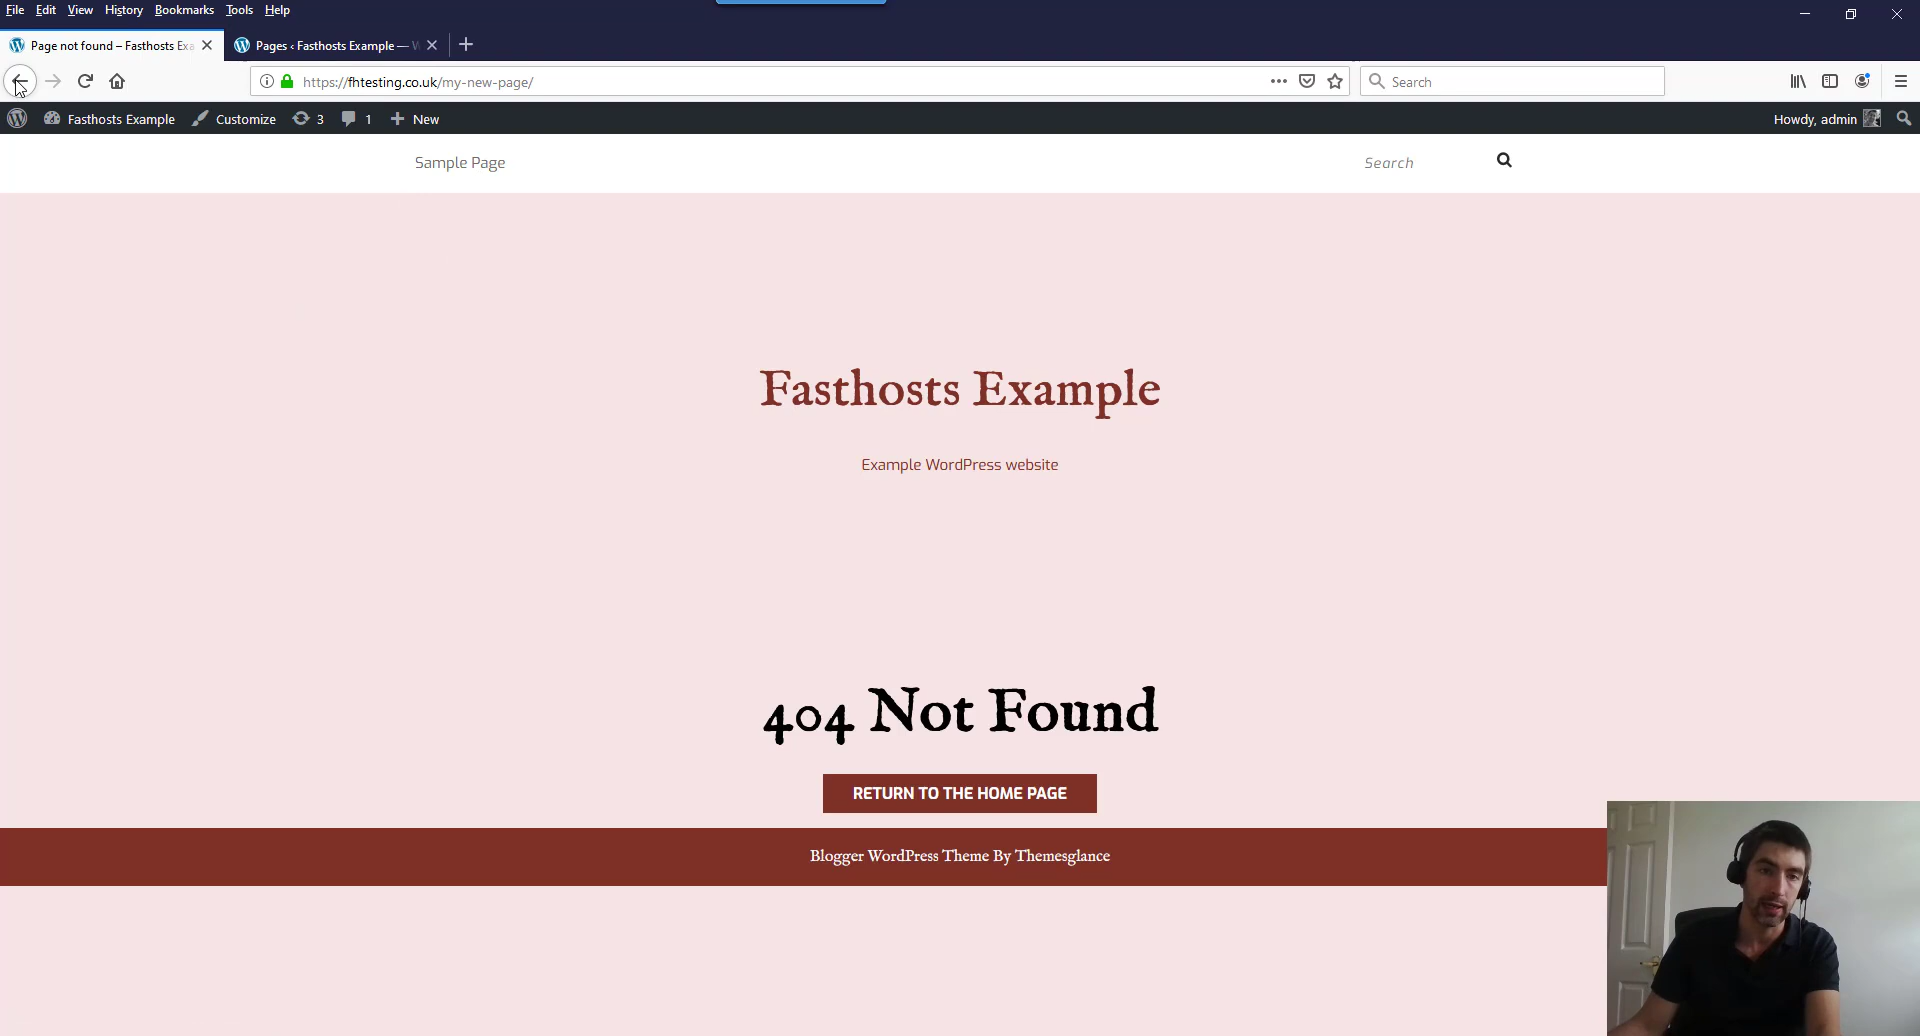 File Edit View History Bookmarks Tools Help
Page not found – Fasthosts Exa
Pages ‹ Fasthosts Example — W
https://fhtesting.co.uk/my-new-page/
Search
Fasthosts Example
Customize
3
1
New
Howdy, admin
Sample Page
Search
Fasthosts Example
Example WordPress website
404 Not Found
RETURN TO THE HOME PAGE
Blogger WordPress Theme By Themesglance